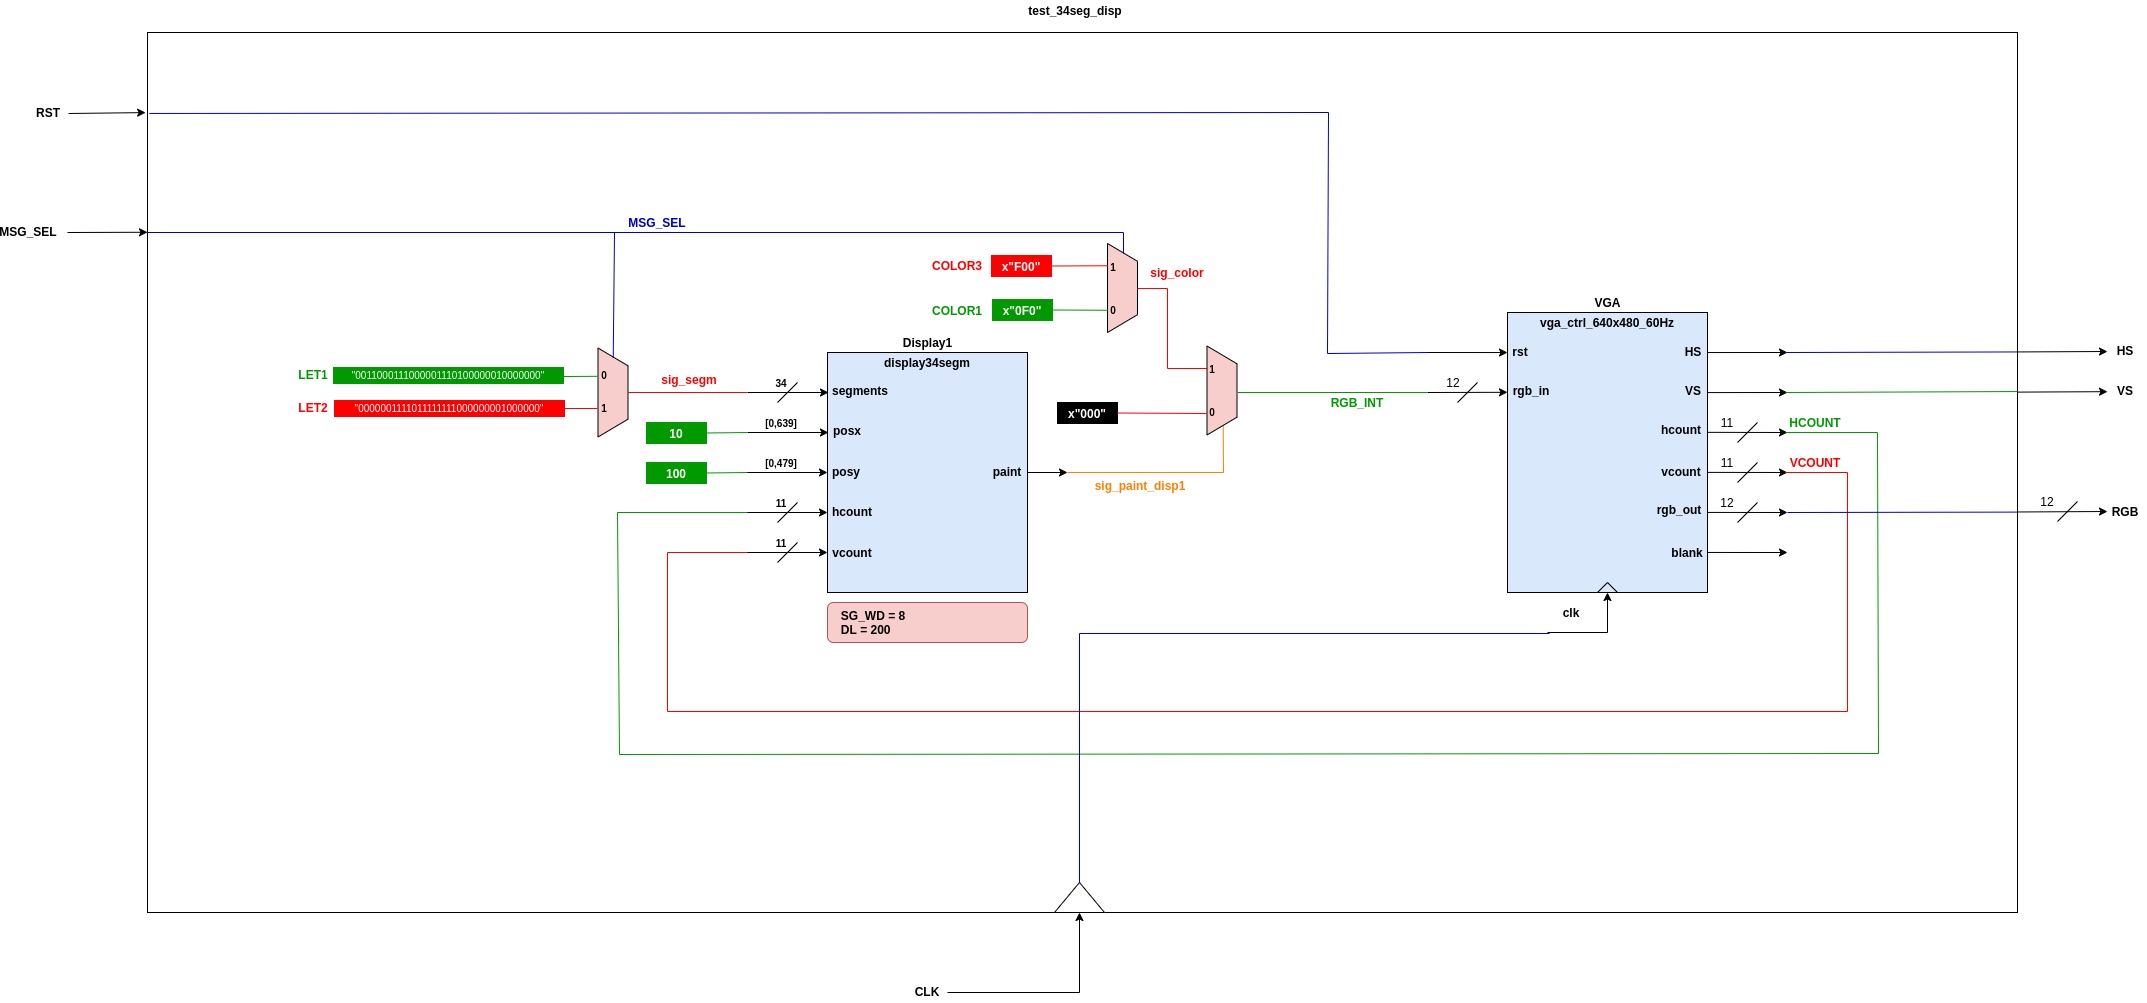 test_34seg_disp
RST
MSG_SEL
MSG_SEL
COLOR3 x"F00" 1
sig_color
COLOR1 x"0F0" 0
VGA
vga_ctrl_640x480_60Hz
Display1
display34segm
rst HS HS
LET1 "0011000111000001110100000010000000" 0
sig_segm
1
34
segments
12
RGB_INT
rgb_in VS VS
LET2 "0000001111011111111000000001000000" 1
x"000" 0
10 [0,639] posx
hcount 11 HCOUNT
100 [0,479] posy
paint
sig_paint_disp1
vcount 11 VCOUNT
11 hcount
rgb_out 12
12 RGB
11 vcount
blank
SG_WD = 8
DL = 200
clk
CLK